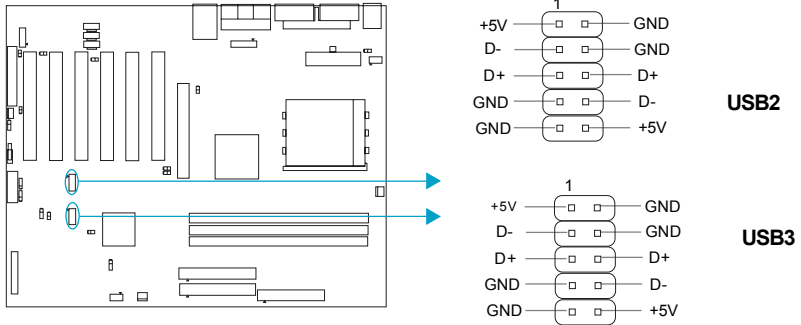 1
+5V GND
D- GND
D+ D+
GND D-
GND +5V
USB2
1
+5V GND
D- GND
D+ D+
GND D-
GND +5V
USB3